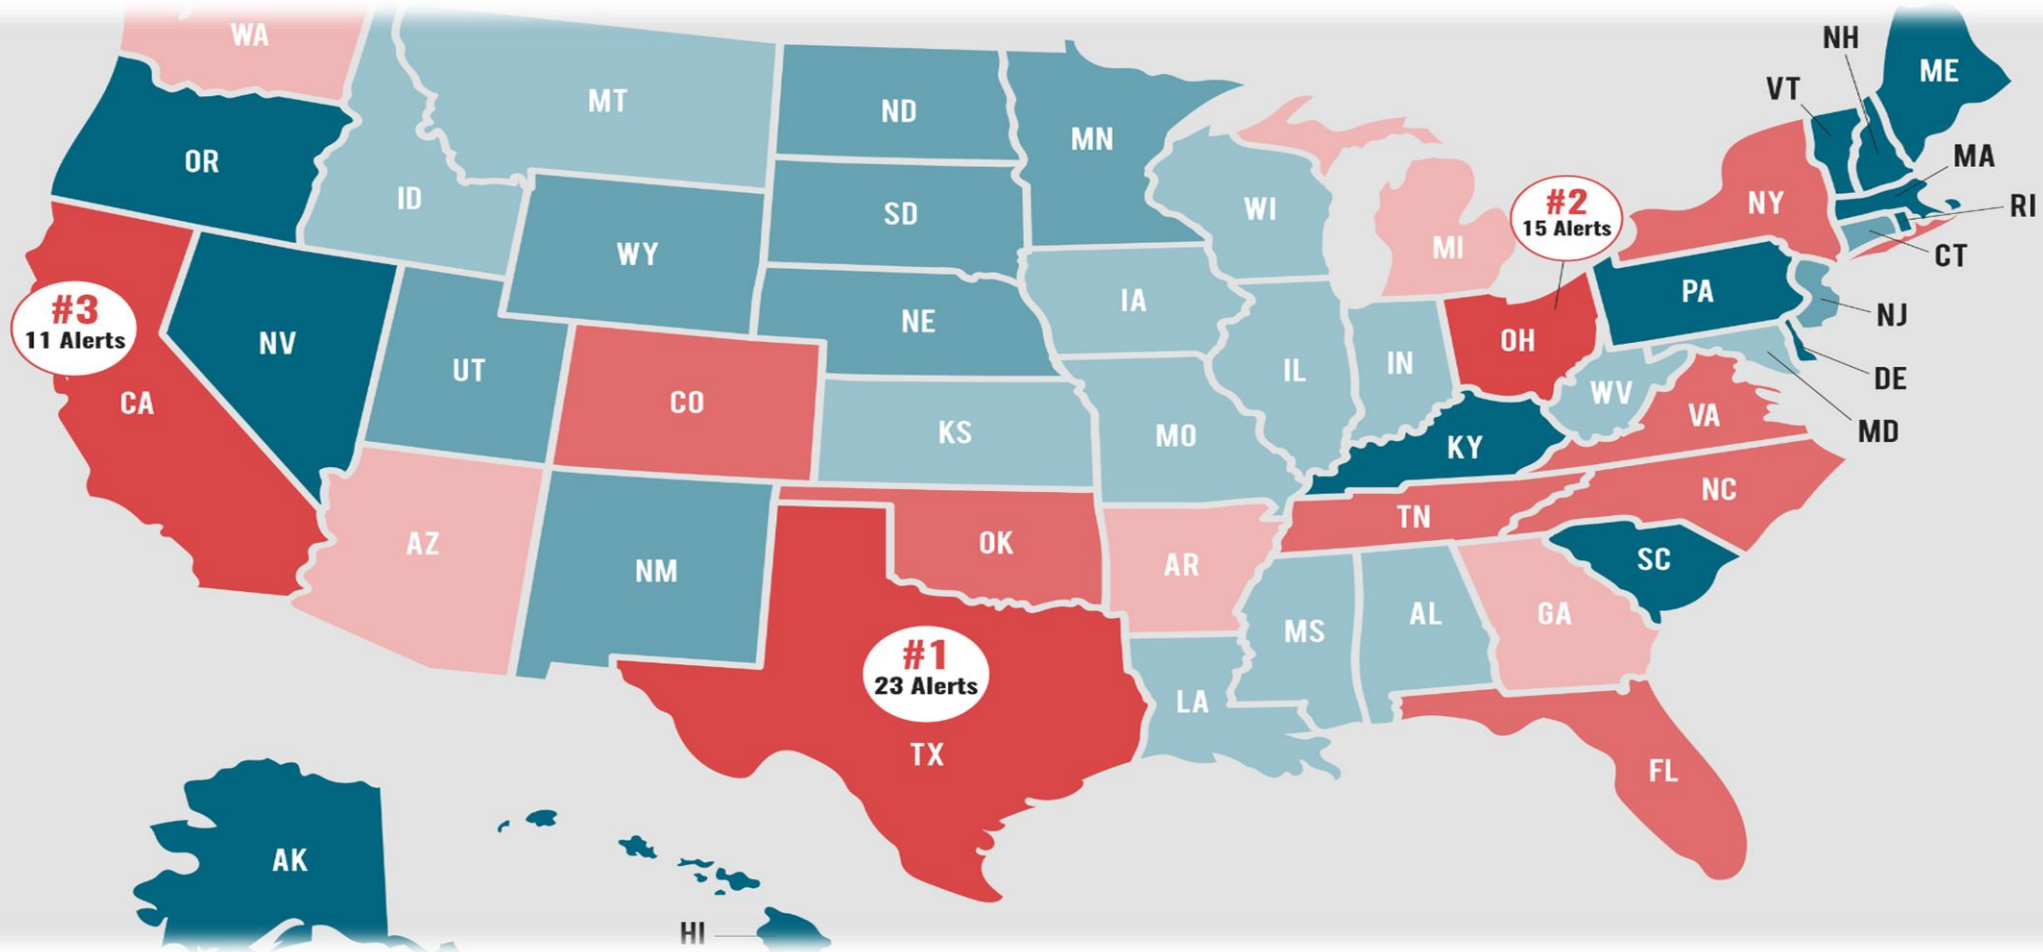 WA
NH
ME
VT
MT
ND
MN
OR
MA
ID
SD
WI
#2
15 Alerts
NY
RI
WY
MI
CT
#3
11 Alerts
NV
NE
IA
PA
NJ
UT
IL
IN
OH
DE
CA
CO
KS
MO
KY
WV
VA
MD
AZ
NM
OK
AR
TN
NC
SC
#1
23 Alerts
TX
LA
MS
AL
GA
FL
AK
HI